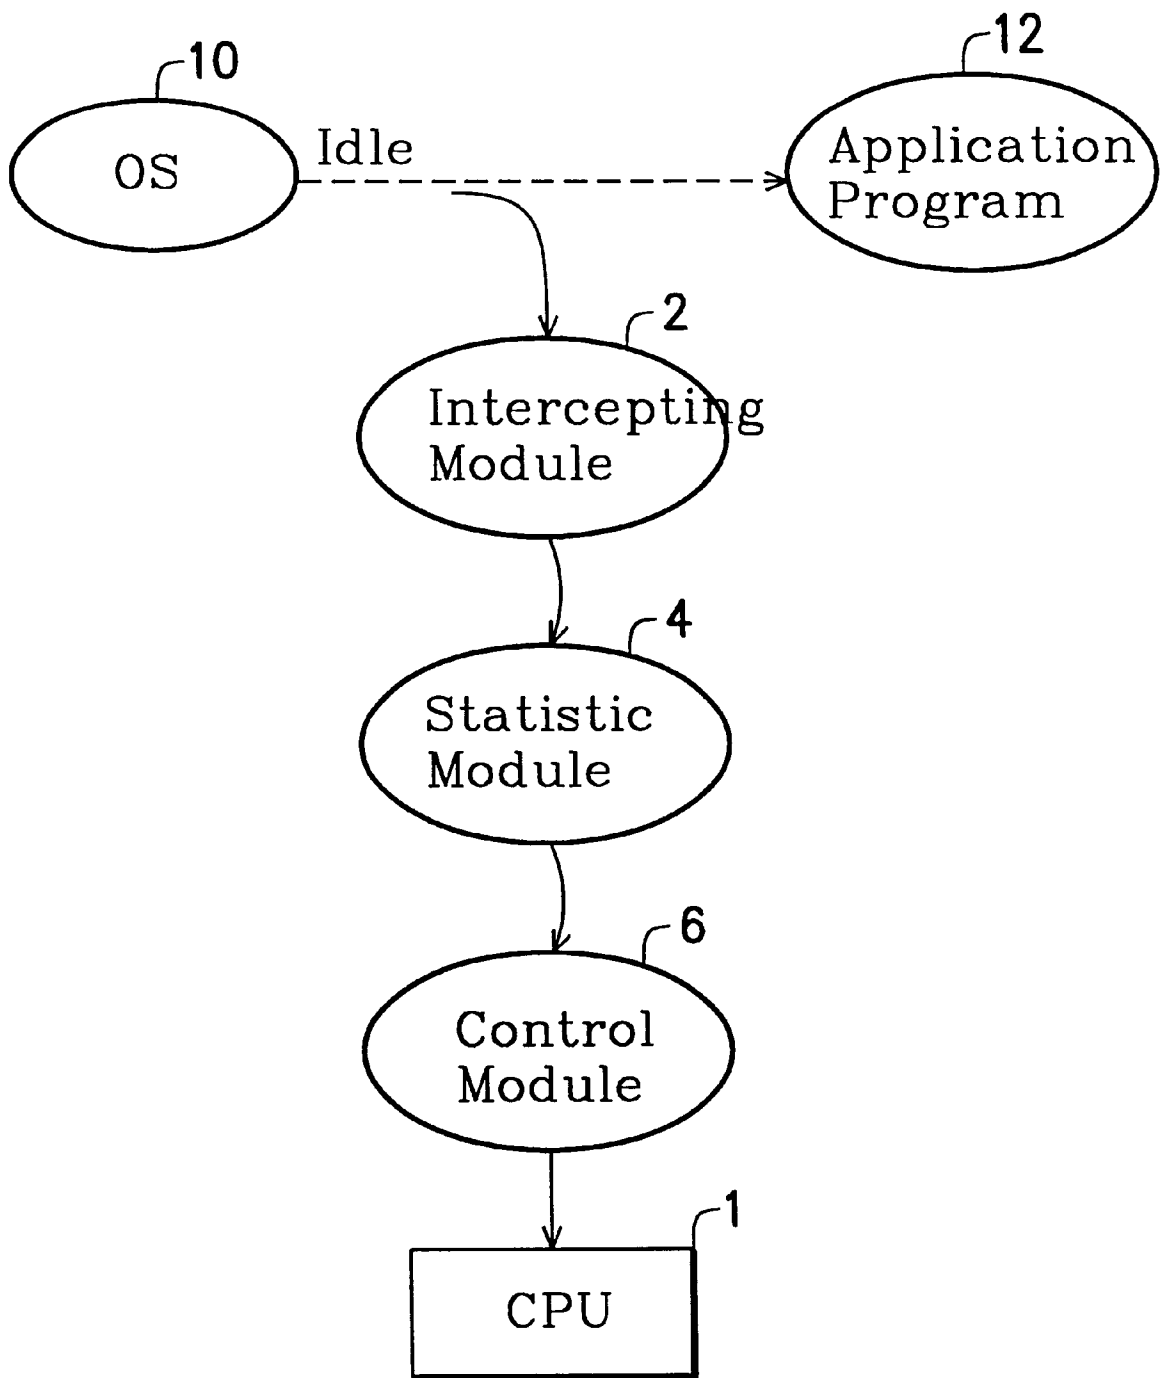 10
12
OS
Idle
Application
Program
2
Intercepting
Module
4
Statistic
Module
6
Control
Module
1
CPU